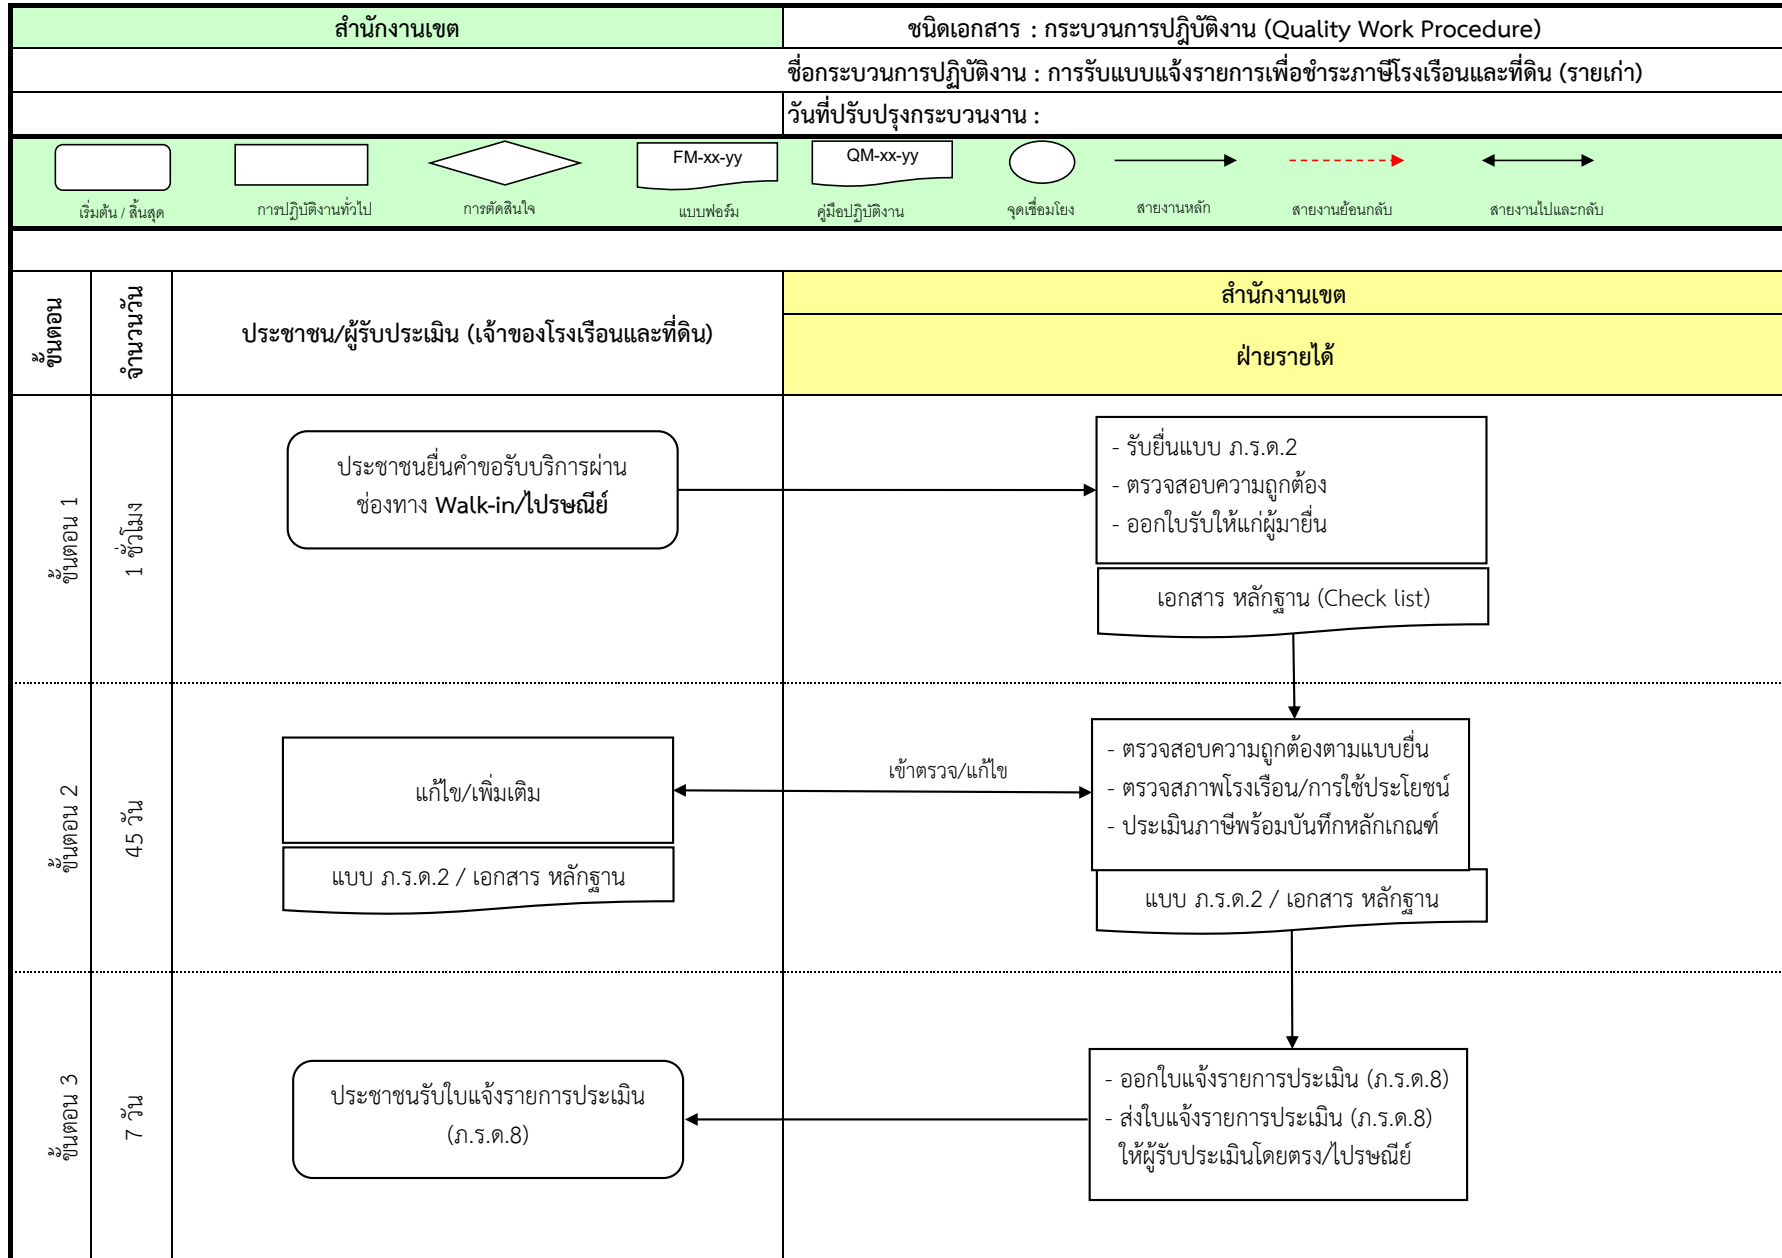 สำนักงานเขต
ชนิดเอกสาร : กระบวนการปฎิบัติงาน (Quality Work Procedure)
ชื่อกระบวนการปฏิบัติงาน : การรับแบบแจ้งรายการเพื่อชำระภาษีโรงเรือนและที่ดิน (รายเก่า)
วันที่ปรับปรุงกระบวนงาน :
FM-xx-yy
QM-xx-yy
เริ่มต้น / สิ้นสุด
การปฏิบัติงานทั่วไป
การตัดสินใจ
แบบฟอร์ม
คู่มือปฏิบัติงาน
จุดเชื่อมโยง
สายงานหลัก
สายงานย้อนกลับ
สายงานไปและกลับ
ขั้นตอน
จำนวนวัน
ประชาชน/ผู้รับประเมิน (เจ้าของโรงเรือนและที่ดิน)
สำนักงานเขต
ฝ่ายรายได้
ขั้นตอน 1
1 ชั่วโมง
ประชาชนยื่นคำขอรับบริการผ่าน
ช่องทาง Walk-in/ไปรษณีย์
- รับยื่นแบบ ภ.ร.ด.2
- ตรวจสอบความถูกต้อง
- ออกใบรับให้แก่ผู้มายื่น
เอกสาร หลักฐาน (Check list)
ขั้นตอน 2
45 วัน
แก้ไข/เพิ่มเติม
แบบ ภ.ร.ด.2 / เอกสาร หลักฐาน
เข้าตรวจ/แก้ไข
- ตรวจสอบความถูกต้องตามแบบยื่น
- ตรวจสภาพโรงเรือน/การใช้ประโยชน์
- ประเมินภาษีพร้อมบันทึกหลักเกณฑ์
แบบ ภ.ร.ด.2 / เอกสาร หลักฐาน
ขั้นตอน 3
7 วัน
ประชาชนรับใบแจ้งรายการประเมิน
(ภ.ร.ด.8)
- ออกใบแจ้งรายการประเมิน (ภ.ร.ด.8)
- ส่งใบแจ้งรายการประเมิน (ภ.ร.ด.8)
ให้ผู้รับประเมินโดยตรง/ไปรษณีย์